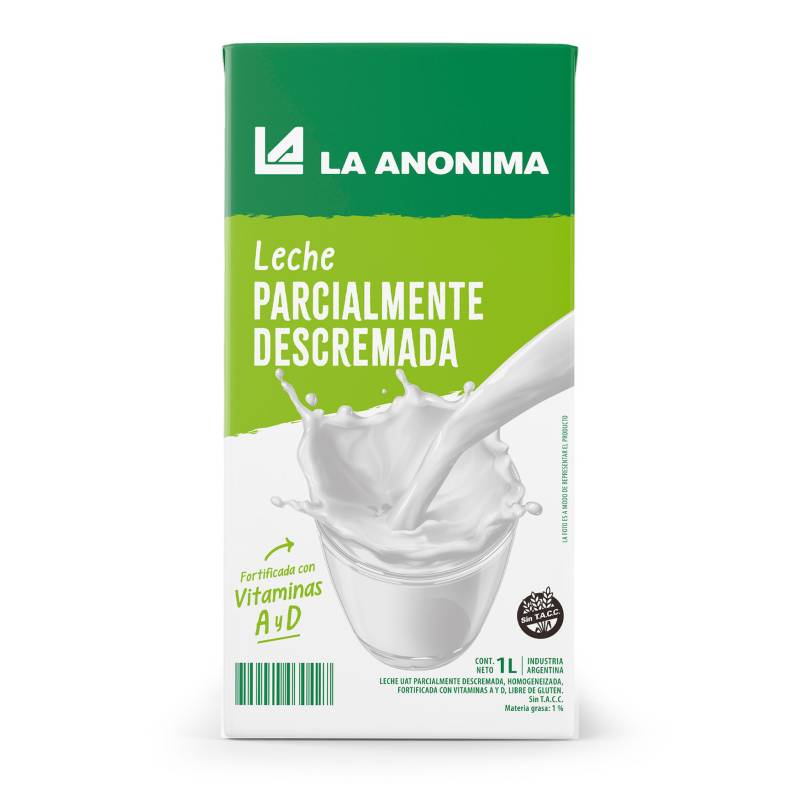 LA ANONIMA
Leche
PARCIALMENTE
DESCREMADA
LA FOTO ES A MODO DE REPRESENTAR EL PRODUCTO
Fortificada con
Vitaminas
A y D
Sin T.A.C.C.
CONT. NETO 1 L INDUSTRIA ARGENTINA
LECHE UAT PARCIALMENTE DESCREMADA, HOMOGENEIZADA,
FORTIFICADA CON VITAMINAS A Y D, LIBRE DE GLUTEN.
Sin T.A.C.C.
Materia grasa: 1 %